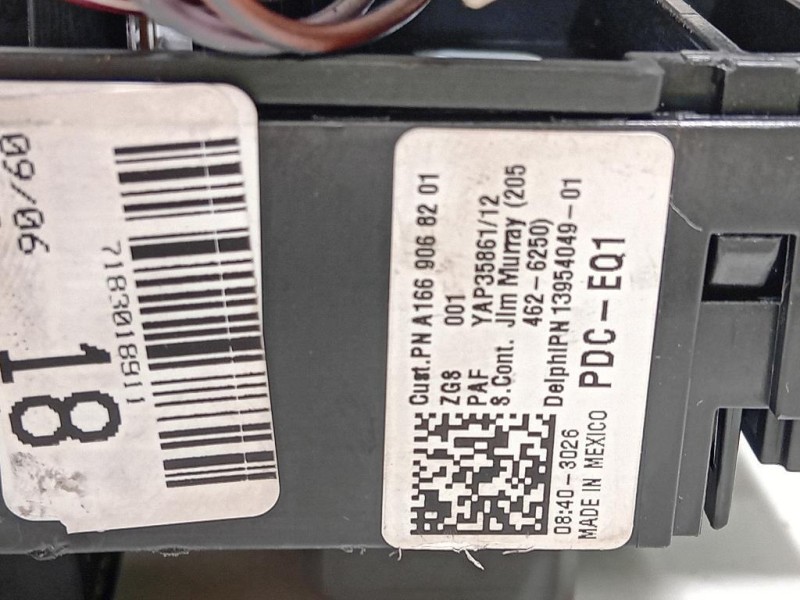 09/06
7183018911
18
Cust.PN A166 906 82 01
ZGS 001
PAF YAP35861/12
S.Cont. Jim Murray (205
462-6250)
DelphiPN 13954049-01
PDC-EQ1
08:40-3026
MADE IN MEXICO